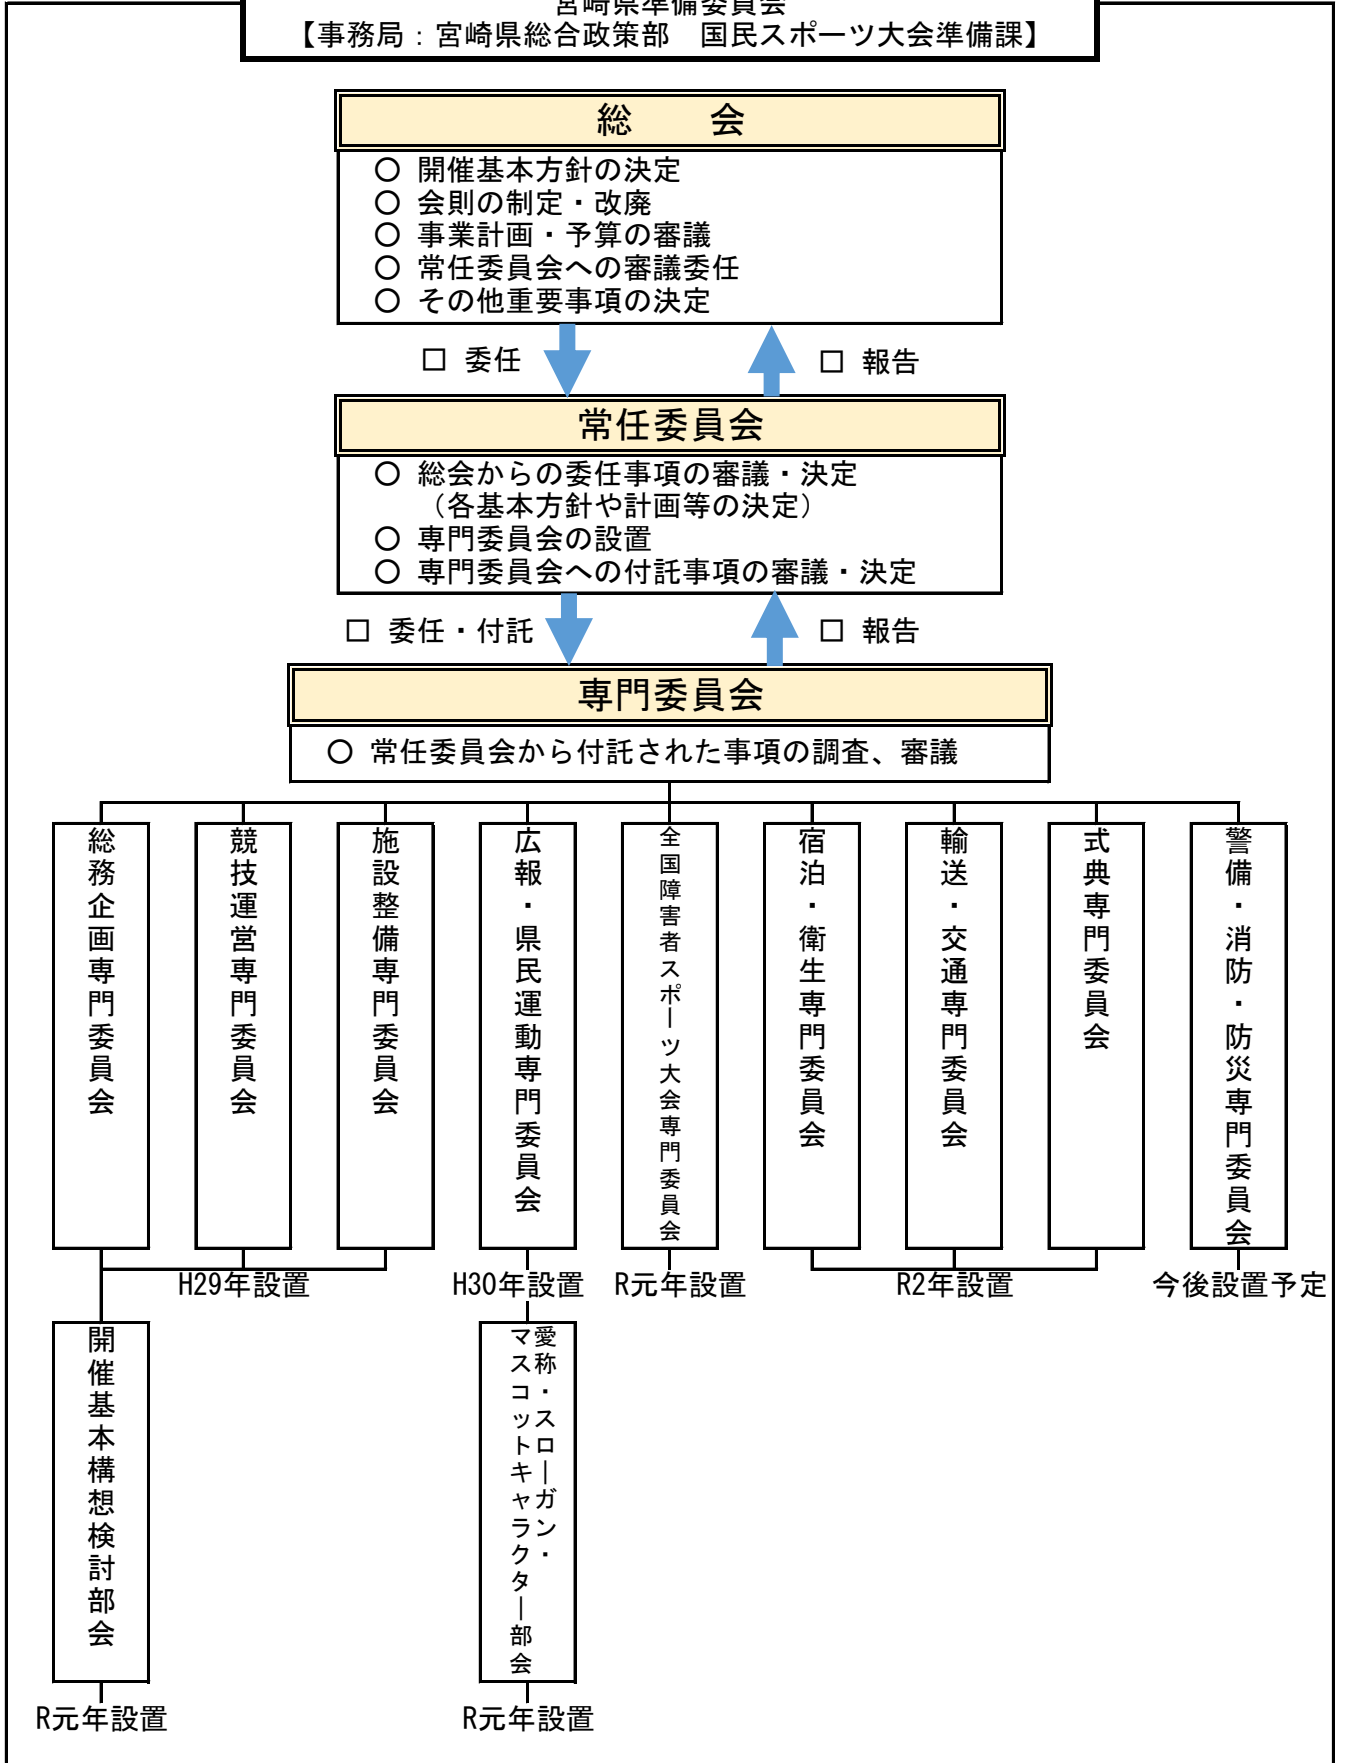 宮崎県準備委員会
【事務局：宮崎県総合政策部　国民スポーツ大会準備課】
総　会
○ 開催基本方針の決定
○ 会則の制定・改廃
○ 事業計画・予算の審議
○ 常任委員会への審議委任
○ その他重要事項の決定
□ 委任
□ 報告
常任委員会
○ 総会からの委任事項の審議・決定
（各基本方針や計画等の決定）
○ 専門委員会の設置
○ 専門委員会への付託事項の審議・決定
□ 委任・付託
□ 報告
専門委員会
○ 常任委員会から付託された事項の調査、審議
総務企画専門委員会
競技運営専門委員会
施設整備専門委員会
広報・県民運動専門委員会
全国障害者スポーツ大会専門委員会
宿泊・衛生専門委員会
輸送・交通専門委員会
式典専門委員会
警備・消防・防災専門委員会
H29年設置
H30年設置
R元年設置
R2年設置
今後設置予定
開催基本構想検討部会
愛称・スローガン・
マスコットキャラクター部会
R元年設置
R元年設置